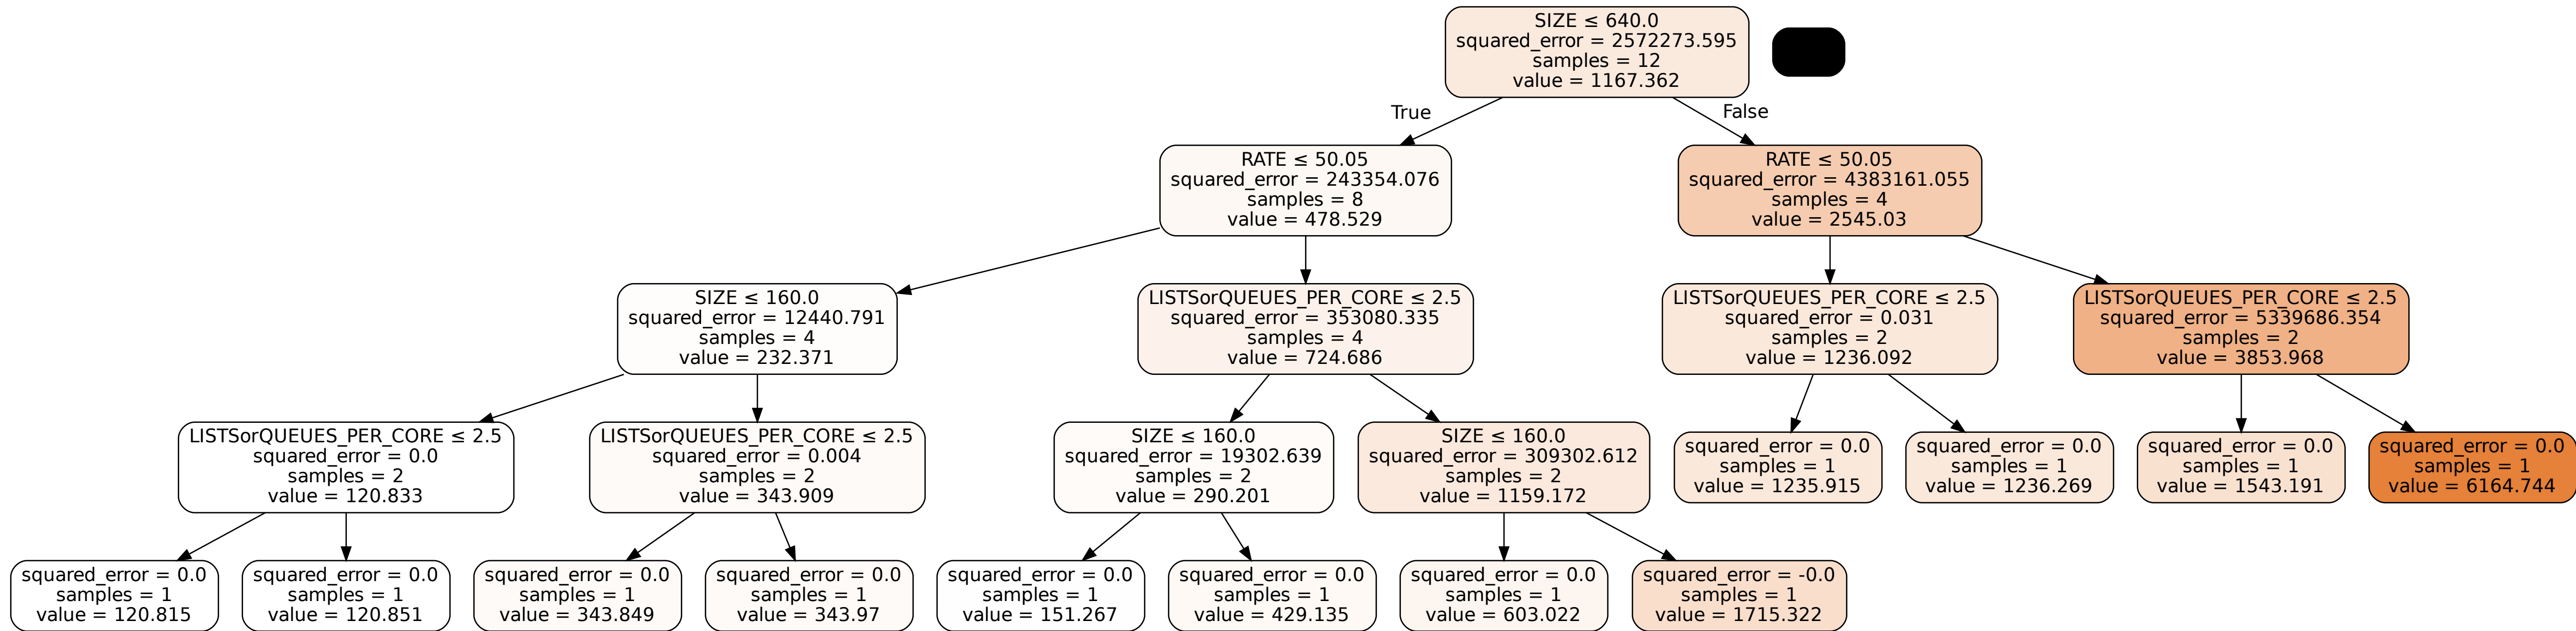 SIZE ≤ 640.0
squared_error = 2572273.595
samples = 12
value = 1167.362
True
False
RATE ≤ 50.05
squared_error = 243354.076
samples = 8
value = 478.529
RATE ≤ 50.05
squared_error = 4383161.055
samples = 4
value = 2545.03
SIZE ≤ 160.0
squared_error = 12440.791
samples = 4
value = 232.371
LISTSorQUEUES_PER_CORE ≤ 2.5
squared_error = 353080.335
samples = 4
value = 724.686
LISTSorQUEUES_PER_CORE ≤ 2.5
squared_error = 0.031
samples = 2
value = 1236.092
LISTSorQUEUES_PER_CORE ≤ 2.5
squared_error = 5339686.354
samples = 2
value = 3853.968
LISTSorQUEUES_PER_CORE ≤ 2.5
squared_error = 0.0
samples = 2
value = 120.833
LISTSorQUEUES_PER_CORE ≤ 2.5
squared_error = 0.004
samples = 2
value = 343.909
SIZE ≤ 160.0
squared_error = 19302.639
samples = 2
value = 290.201
SIZE ≤ 160.0
squared_error = 309302.612
samples = 2
value = 1159.172
squared_error = 0.0
samples = 1
value = 1235.915
squared_error = 0.0
samples = 1
value = 1236.269
squared_error = 0.0
samples = 1
value = 1543.191
squared_error = 0.0
samples = 1
value = 6164.744
squared_error = 0.0
samples = 1
value = 120.815
squared_error = 0.0
samples = 1
value = 120.851
squared_error = 0.0
samples = 1
value = 343.849
squared_error = 0.0
samples = 1
value = 343.97
squared_error = 0.0
samples = 1
value = 151.267
squared_error = 0.0
samples = 1
value = 429.135
squared_error = 0.0
samples = 1
value = 603.022
squared_error = -0.0
samples = 1
value = 1715.322